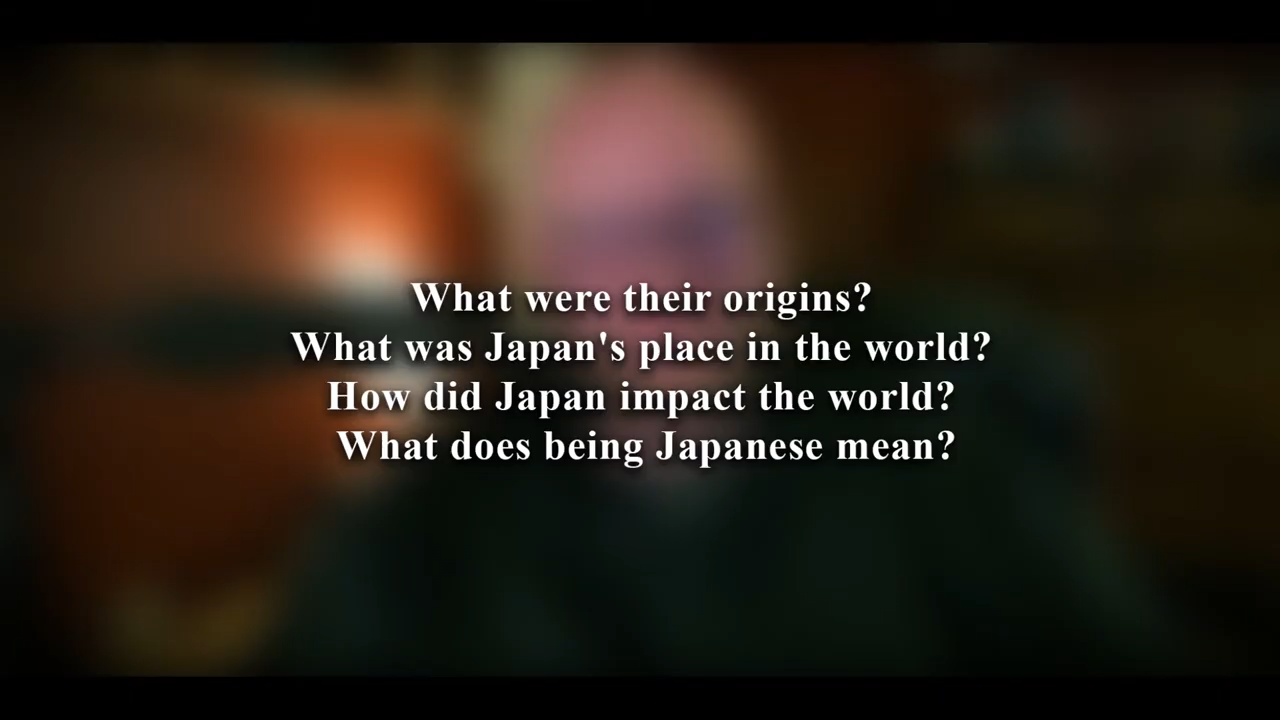 What were their origins?
What was Japan's place in the world?
How did Japan impact the world?
What does being Japanese mean?